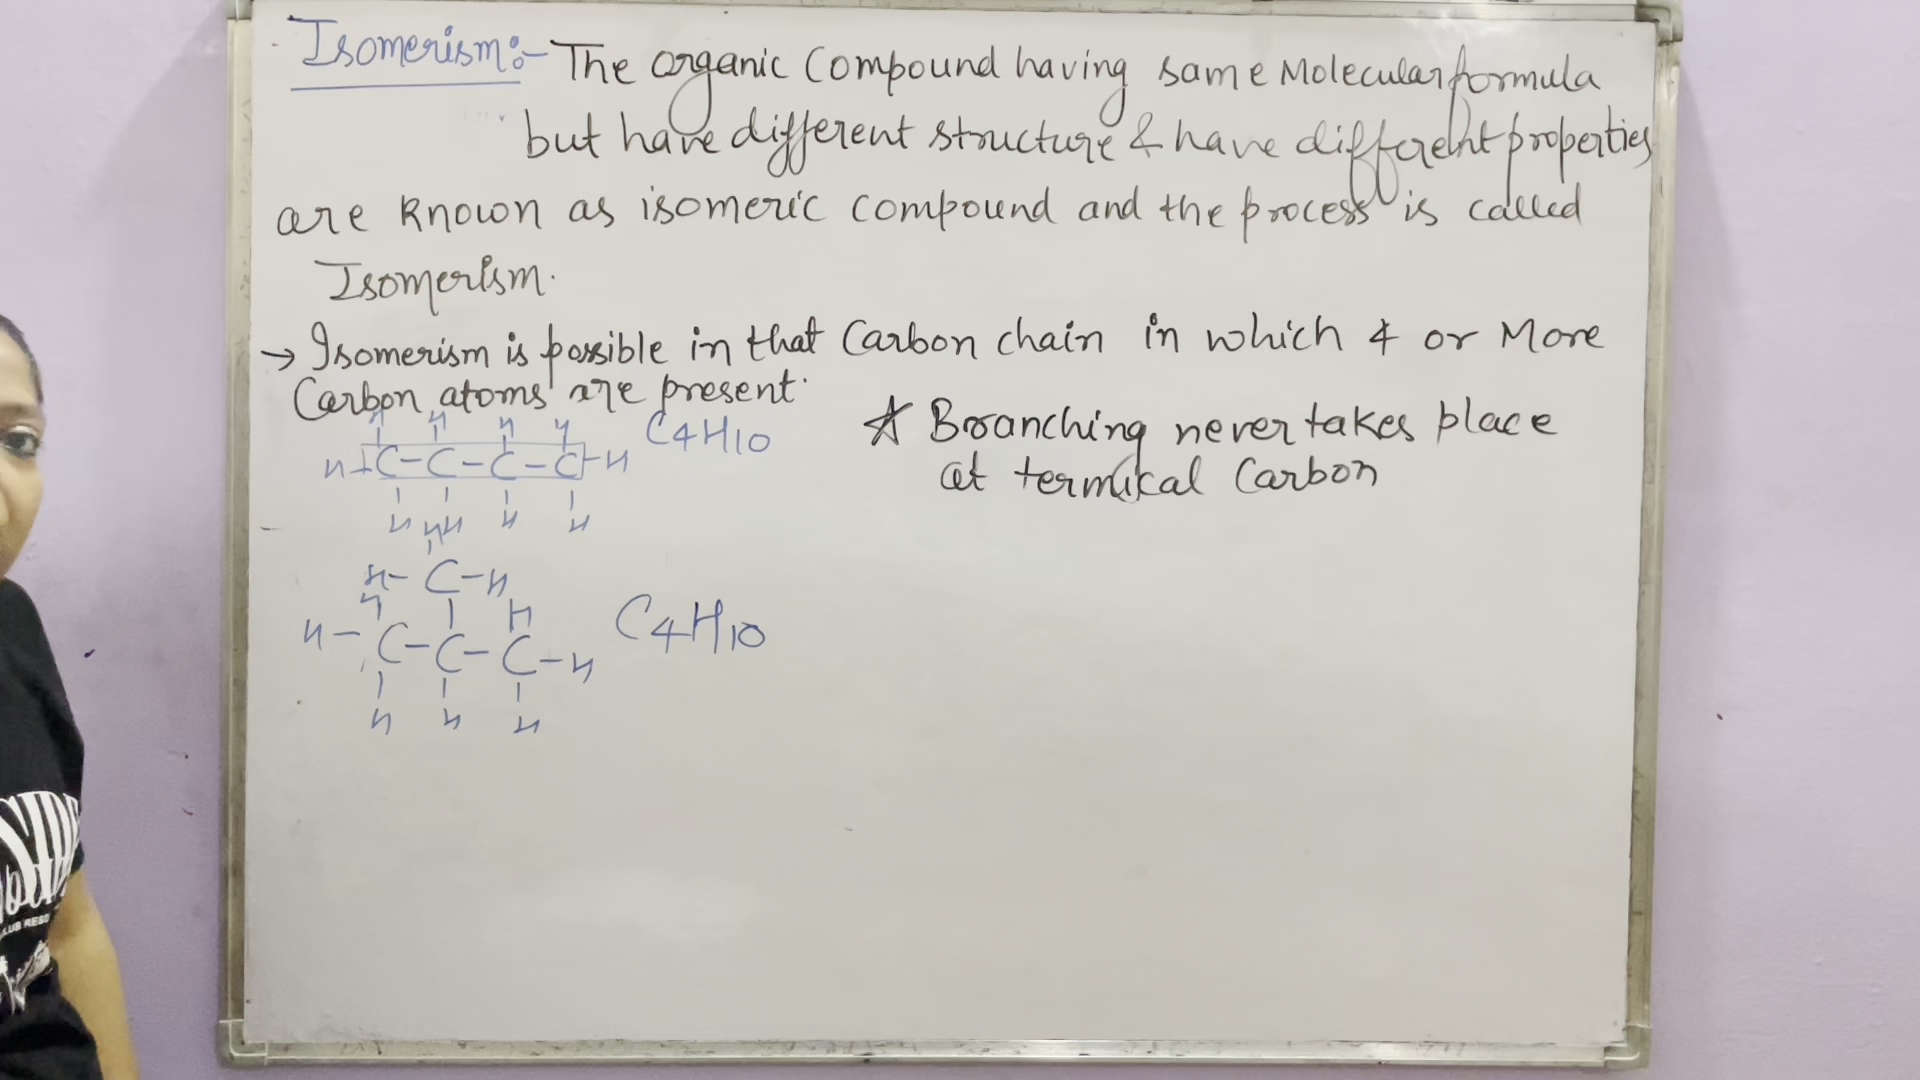 Isomerism:- The organic compound having same Molecular formula
but have different structure & have different properties
are known as isomeric compound and the process is called
Isomerism.
→ Isomerism is possible in that Carbon chain in which 4 or More
Carbon atoms are present.
H H H H
H-C-C-C-C-H C4H10
H H H H
★ Branching never takes place
at termical Carbon
H
H-C-H
H H
H-C-C-C-H C4H10
H H H
CLUB RESO